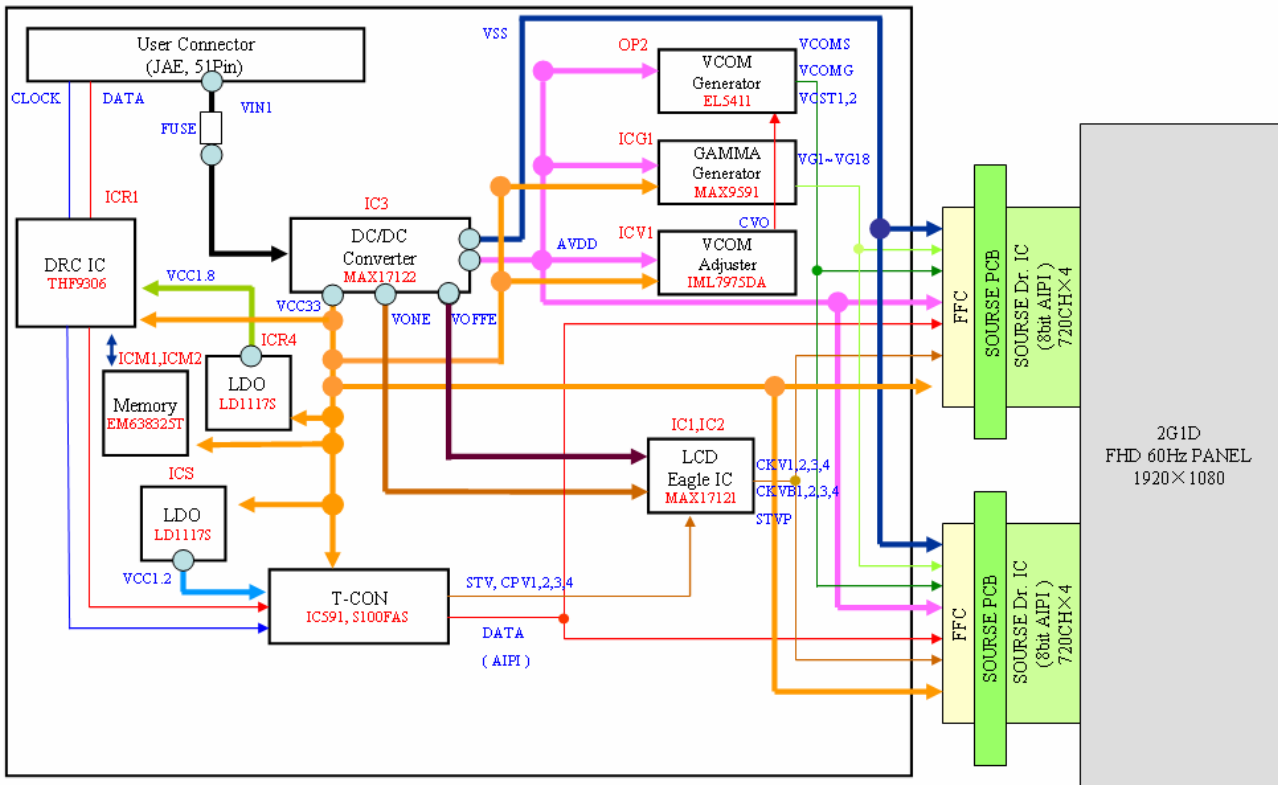 User Connector
(JAE, 51Pin)
CLOCK
DATA
VIN1
FUSE
VSS
OP2
VCOM
Generator
EL5411
VCOMS
VCOMG
VCST1,2
ICG1
GAMMA
Generator
MAX9591
VG1~VG18
CVO
ICV1
VCOM
Adjuster
IML7975DA
ICR1
DRC IC
THF9306
IC3
DC/DC
Converter
MAX17122
AVDD
VCC1.8
VCC33
VONE
VOFFE
ICR4
LDO
LD1117S
ICM1,ICM2
Memory
EM638325T
ICS
LDO
LD1117S
VCC1.2
IC1,IC2
LCD
Eagle IC
MAX17121
CKV1,2,3,4
CKVB1,2,3,4
STVP
T-CON
IC591, S100FAS
STV, CPV1,2,3,4
DATA
( AIPI )
FFC
SOURSE PCB
SOURSE Dr. IC
(8bit AIPI )
720CH×4
FFC
SOURSE PCB
SOURSE Dr. IC
(8bit AIPI )
720CH×4
2G1D
FHD 60Hz PANEL
1920×1080